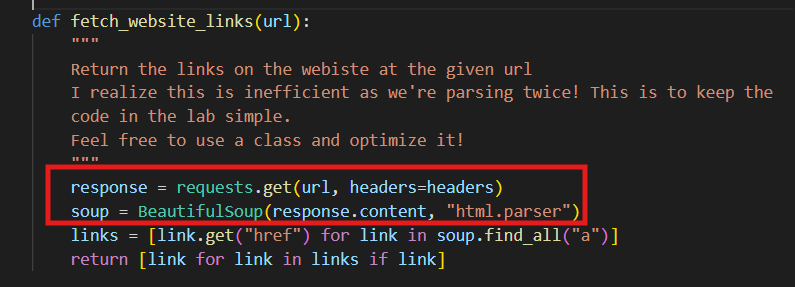 def fetch_website_links(url):
"""
Return the links on the webiste at the given url
I realize this is inefficient as we're parsing twice! This is to keep the
code in the lab simple.
Feel free to use a class and optimize it!
"""
response = requests.get(url, headers=headers)
soup = BeautifulSoup(response.content, "html.parser")
links = [link.get("href") for link in soup.find_all("a")]
return [link for link in links if link]